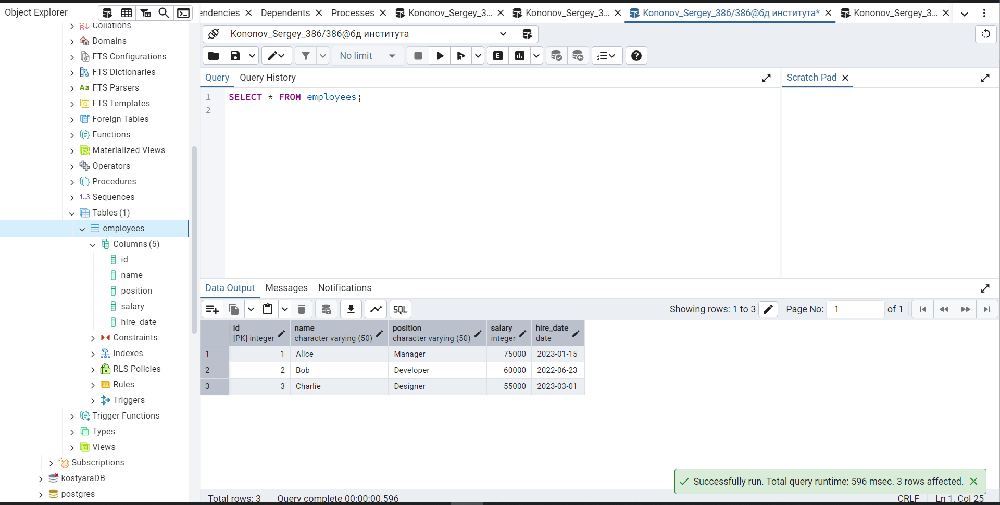 Object Explorer
endencies
Dependents
Processes
Kononov_Sergey_3...
Kononov_Sergey_3...
Kononov_Sergey_386/386@бд института*
Kononov_Sergey_3...
Kononov_Sergey_386/386@бд института
No limit
E
Query
Query History
Scratch Pad
1 SELECT * FROM employees;
2
Collations
Domains
FTS Configurations
FTS Dictionaries
Aa FTS Parsers
FTS Templates
Foreign Tables
Functions
Materialized Views
Operators
Procedures
1..3 Sequences
Tables (1)
employees
Columns (5)
id
name
position
salary
hire_date
Constraints
Indexes
RLS Policies
Rules
Triggers
Trigger Functions
Types
Views
Subscriptions
kostyaraDB
postgres
Data Output
Messages
Notifications
SQL
Showing rows: 1 to 3
Page No: 1 of 1
id [PK] integer
name character varying (50)
position character varying (50)
salary integer
hire_date date
1 1 Alice Manager 75000 2023-01-15
2 2 Bob Developer 60000 2022-06-23
3 3 Charlie Designer 55000 2023-03-01
Successfully run. Total query runtime: 596 msec. 3 rows affected.
Total rows: 3
Query complete 00:00:00.596
CRLF
Ln 1, Col 25